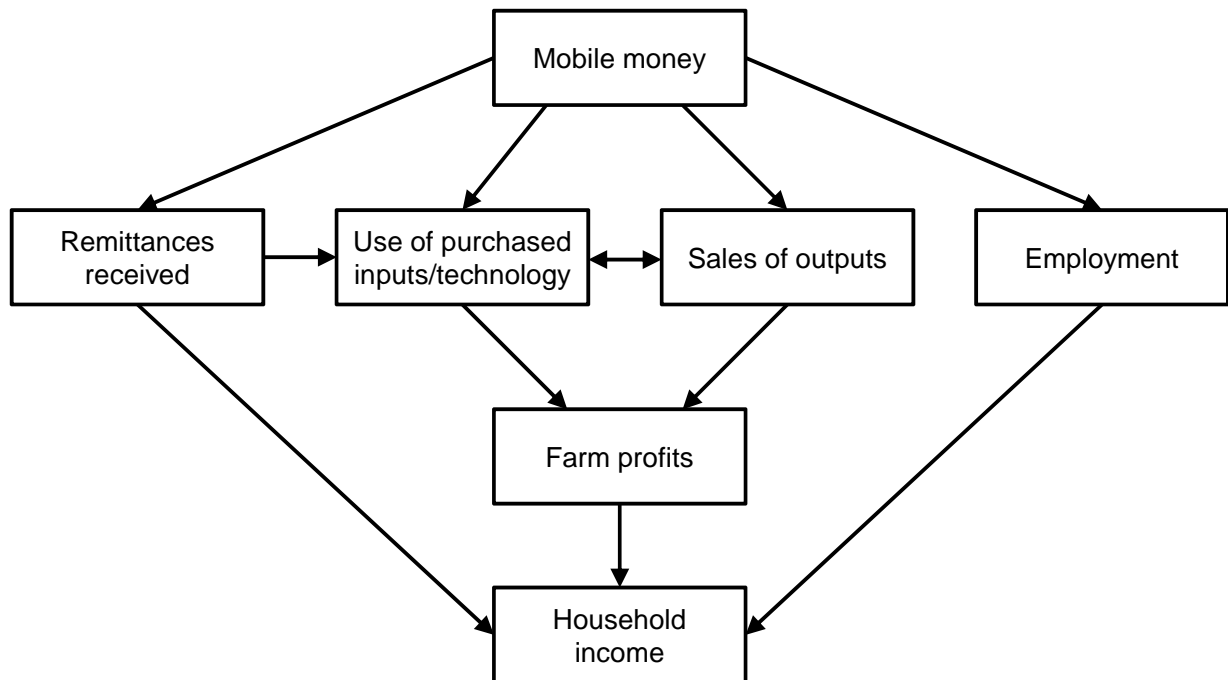 Mobile money
Remittances
received
Use of purchased
inputs/technology
Sales of outputs
Employment
Farm profits
Household
income